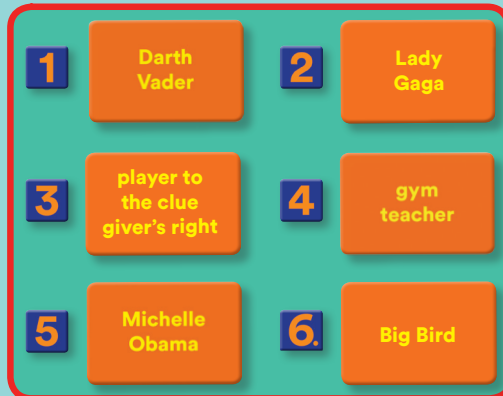 1
Darth
Vader
2
Lady
Gaga
3
player to
the clue
giver's right
4
gym
teacher
5
Michelle
Obama
6.
Big Bird